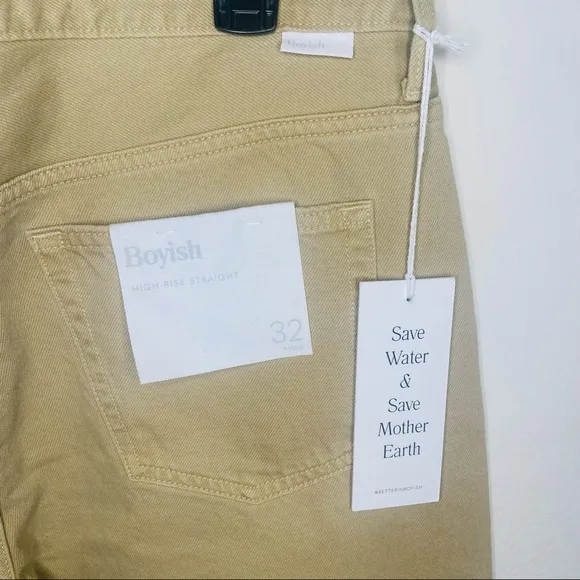 Boyish
Boyish
HIGH-RISE STRAIGHT
32
Save
Water
&
Save
Mother
Earth
@BETTERINBOYISH